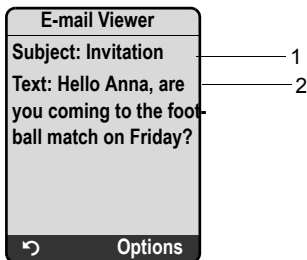 E-mail Viewer
Subject: Invitation
1
Text: Hello Anna, are
2
you coming to the foot-
ball match on Friday?
Options